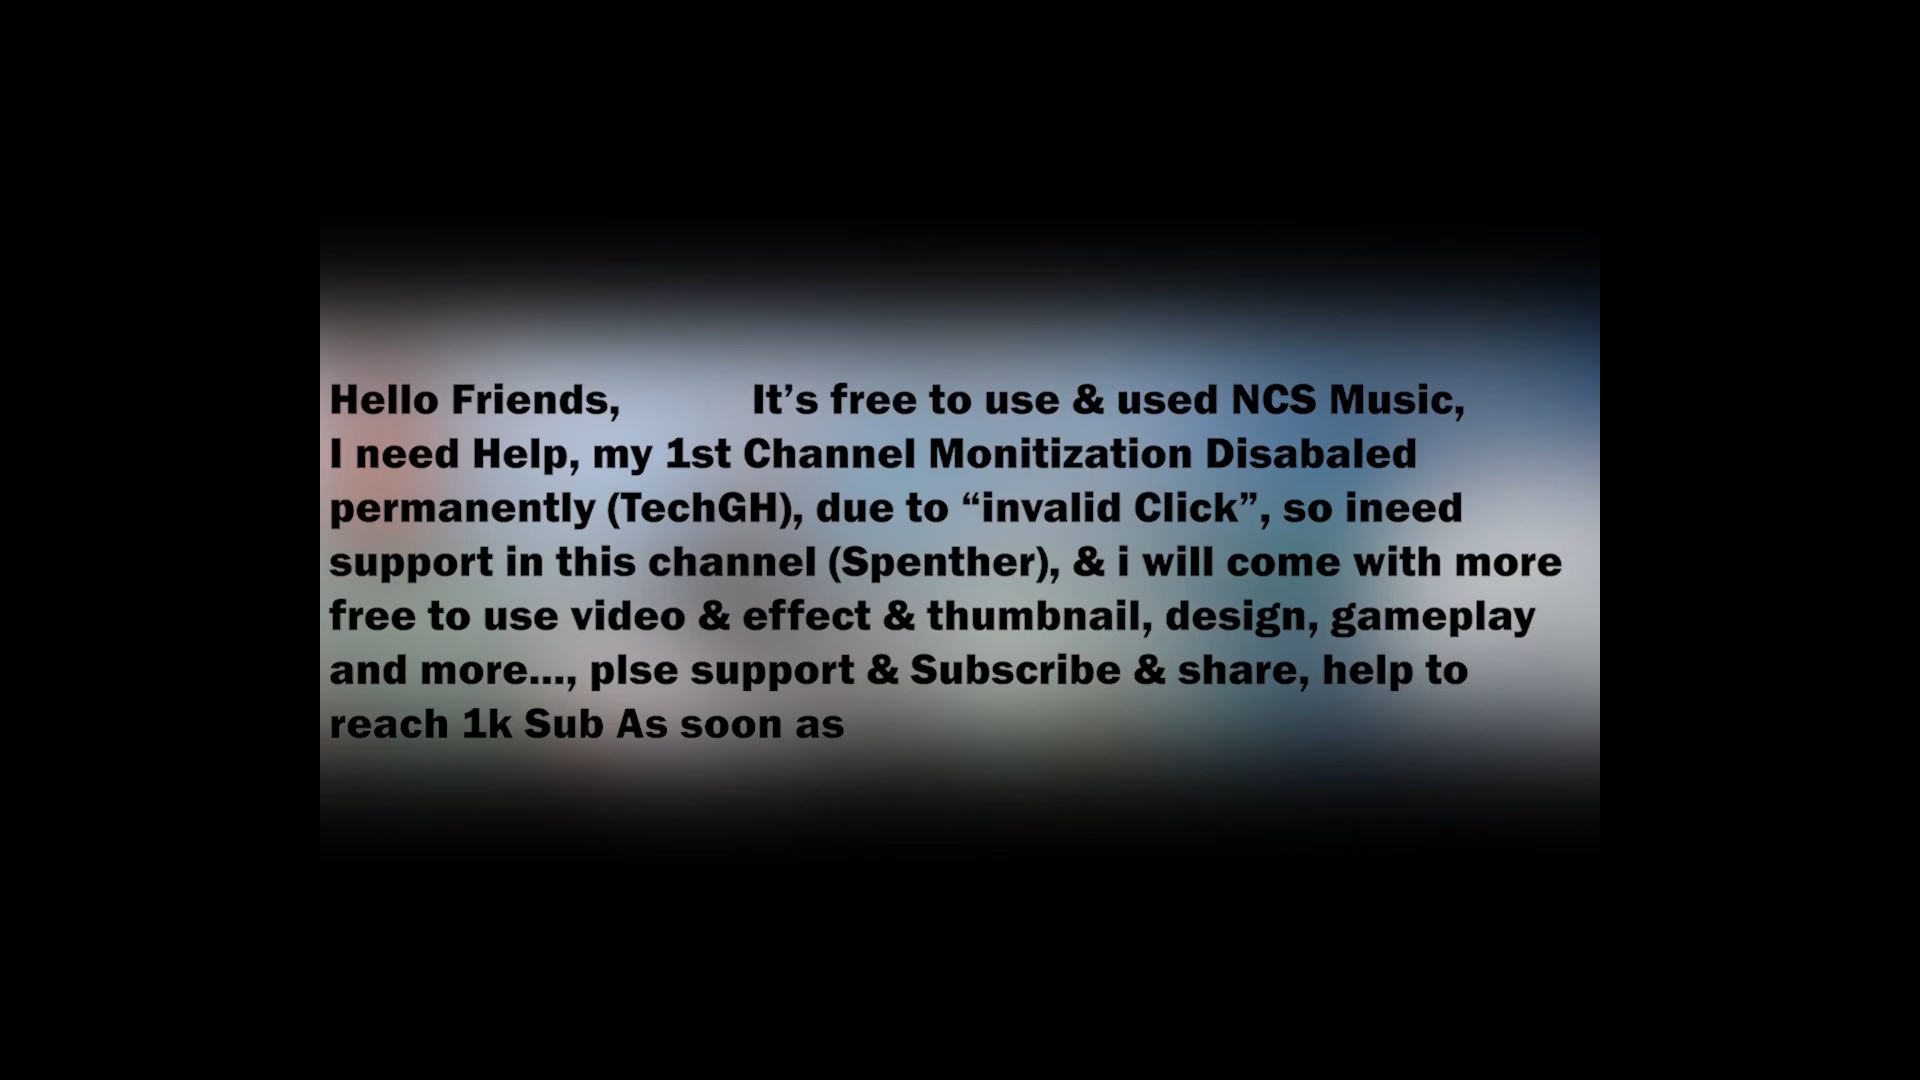 Hello Friends, It’s free to use & used NCS Music,
I need Help, my 1st Channel Monitization Disabaled
permanently (TechGH), due to “invalid Click”, so ineed
support in this channel (Spenther), & i will come with more
free to use video & effect & thumbnail, design, gameplay
and more..., plse support & Subscribe & share, help to
reach 1k Sub As soon as